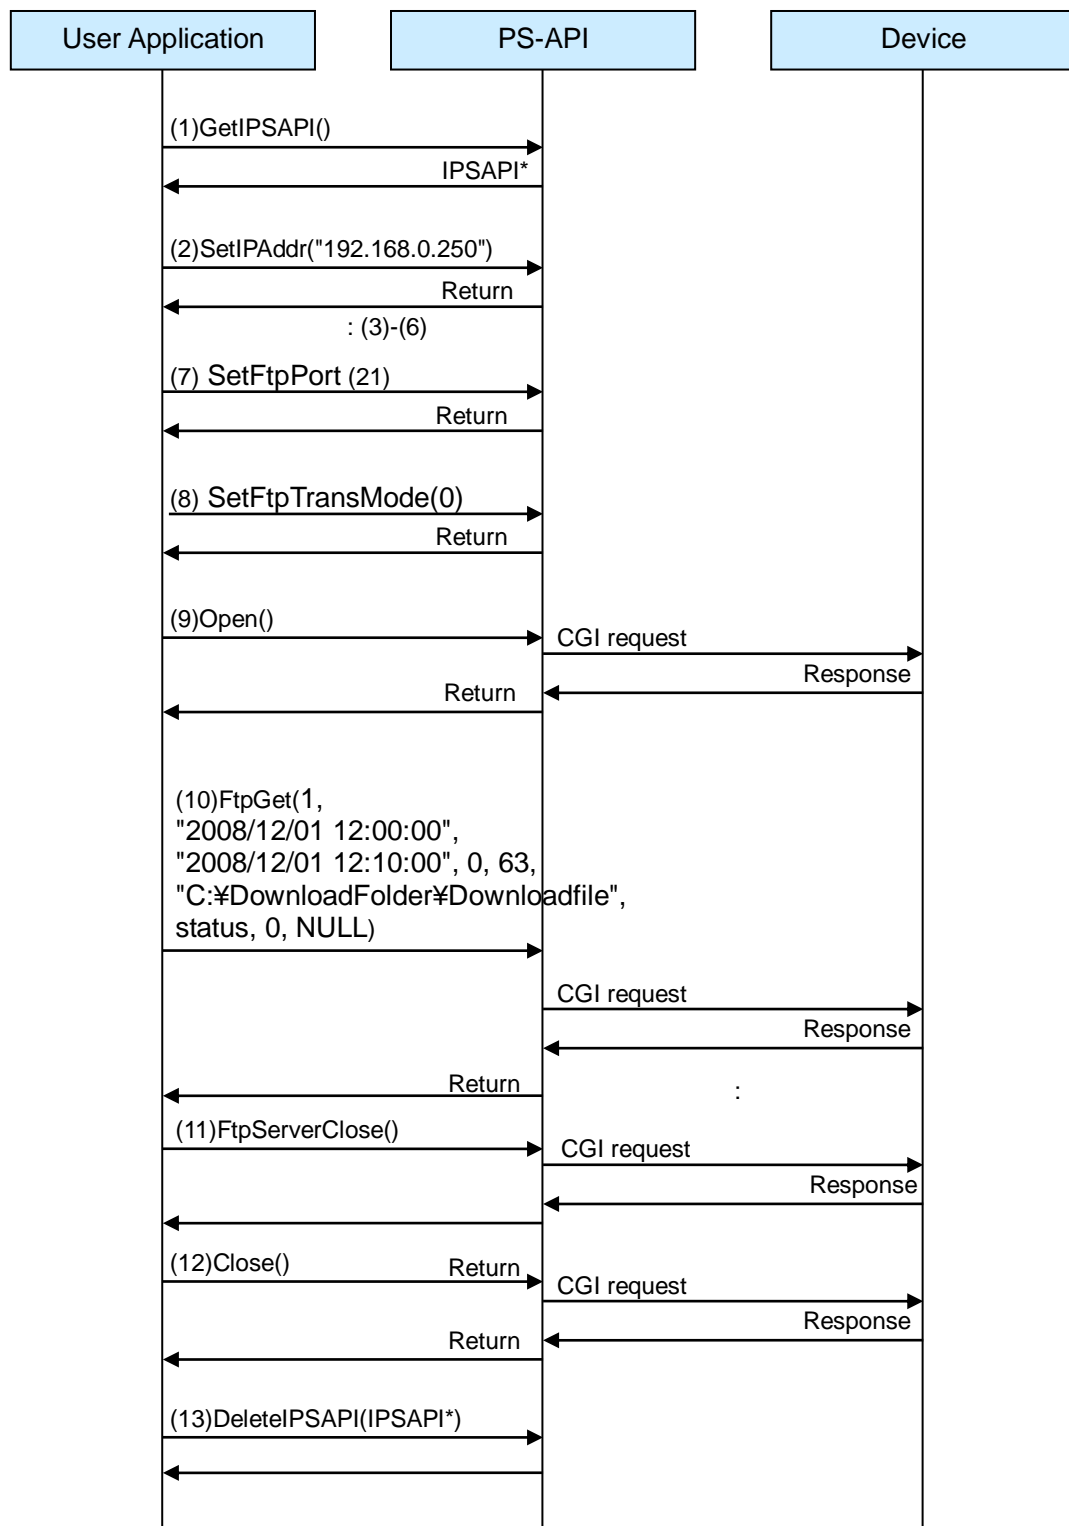 User Application
PS-API
Device
(1)GetIPSAPI()
IPSAPI*
(2)SetIPAddr("192.168.0.250")
Return
: (3)-(6)
(7) SetFtpPort (21)
Return
(8) SetFtpTransMode(0)
Return
(9)Open()
CGI request
Response
Return
(10)FtpGet(1,
"2008/12/01 12:00:00",
"2008/12/01 12:10:00", 0, 63,
"C:¥DownloadFolder¥Downloadfile",
status, 0, NULL)
CGI request
Response
Return
:
(11)FtpServerClose()
CGI request
Response
(12)Close()
Return
CGI request
Response
Return
(13)DeleteIPSAPI(IPSAPI*)